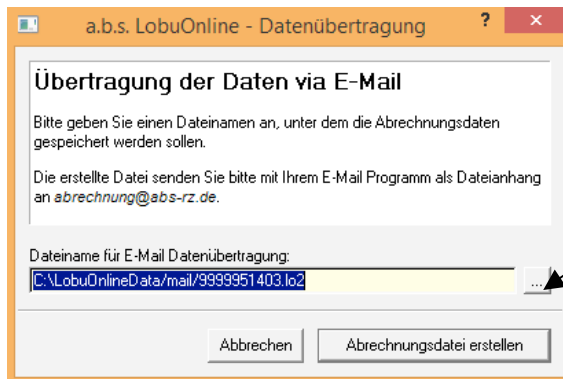 a.b.s. LobuOnline - Datenübertragung ? ×
Übertragung der Daten via E-Mail
Bitte geben Sie einen Dateinamen an, unter dem die Abrechnungsdaten
gespeichert werden sollen.
Die erstellte Datei senden Sie bitte mit Ihrem E-Mail Programm als Dateianhang
an abrechnung@abs-rz.de.
Dateiname für E-Mail Datenübertragung:
C:\LobuOnlineData/mail/9999951403.lo2
...
Abbrechen Abrechnungsdatei erstellen